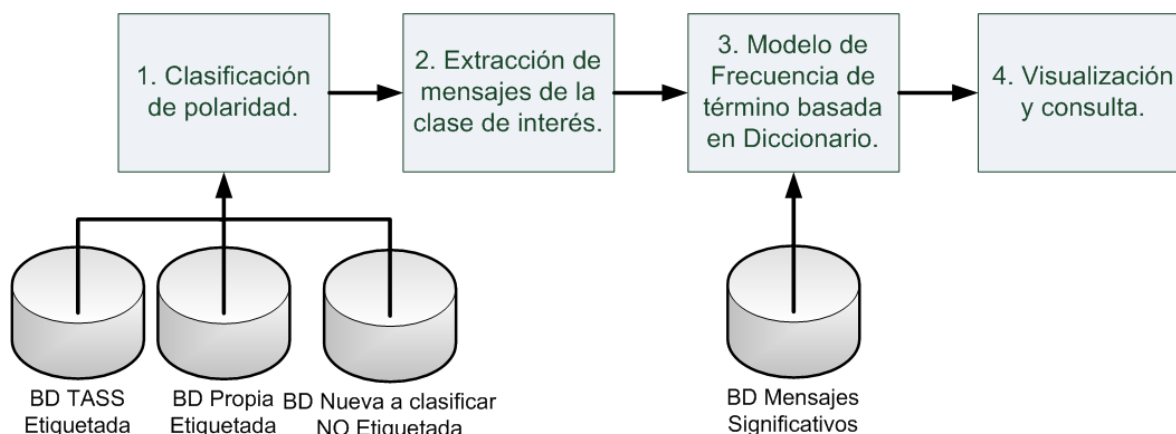 1. Clasificación
de polaridad.
2. Extracción de
mensajes de la
clase de interés.
3. Modelo de
Frecuencia de
término basada
en Diccionario.
4. Visualización
y consulta.
BD TASS
Etiquetada
BD Propia
Etiquetada
BD Nueva a clasificar
NO Etiquetada
BD Mensajes
Significativos